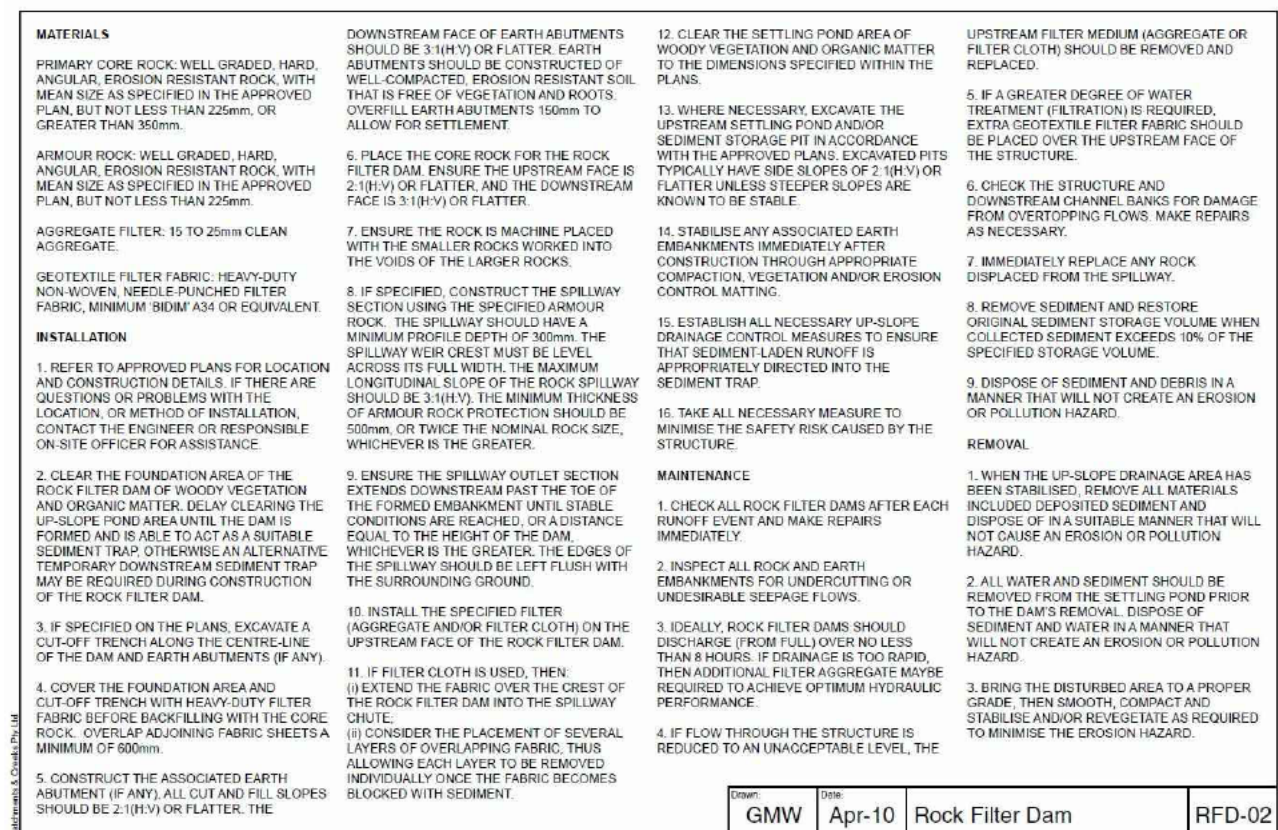 MATERIALS
PRIMARY CORE ROCK: WELL GRADED, HARD,
ANGULAR, EROSION RESISTANT ROCK, WITH
MEAN SIZE AS SPECIFIED IN THE APPROVED
PLAN, BUT NOT LESS THAN 225mm, OR
GREATER THAN 350mm.
ARMOUR ROCK: WELL GRADED, HARD,
ANGULAR, EROSION RESISTANT ROCK, WITH
MEAN SIZE AS SPECIFIED IN THE APPROVED
PLAN, BUT NOT LESS THAN 225mm.
AGGREGATE FILTER: 15 TO 25mm CLEAN
AGGREGATE.
GEOTEXTILE FILTER FABRIC: HEAVY-DUTY
NON-WOVEN, NEEDLE-PUNCHED FILTER
FABRIC, MINIMUM 'BIDIM' A34 OR EQUIVALENT.
INSTALLATION
1. REFER TO APPROVED PLANS FOR LOCATION
AND CONSTRUCTION DETAILS. IF THERE ARE
QUESTIONS OR PROBLEMS WITH THE
LOCATION, OR METHOD OF INSTALLATION,
CONTACT THE ENGINEER OR RESPONSIBLE
ON-SITE OFFICER FOR ASSISTANCE.
2. CLEAR THE FOUNDATION AREA OF THE
ROCK FILTER DAM OF WOODY VEGETATION
AND ORGANIC MATTER. DELAY CLEARING THE
UP-SLOPE POND AREA UNTIL THE DAM IS
FORMED AND IS ABLE TO ACT AS A SUITABLE
SEDIMENT TRAP, OTHERWISE AN ALTERNATIVE
TEMPORARY DOWNSTREAM SEDIMENT TRAP
MAY BE REQUIRED DURING CONSTRUCTION
OF THE ROCK FILTER DAM.
3. IF SPECIFIED ON THE PLANS, EXCAVATE A
CUT-OFF TRENCH ALONG THE CENTRE-LINE
OF THE DAM AND EARTH ABUTMENTS (IF ANY).
4. COVER THE FOUNDATION AREA AND
CUT-OFF TRENCH WITH HEAVY-DUTY FILTER
FABRIC BEFORE BACKFILLING WITH THE CORE
ROCK. OVERLAP ADJOINING FABRIC SHEETS A
MINIMUM OF 600mm.
5. CONSTRUCT THE ASSOCIATED EARTH
ABUTMENT (IF ANY), ALL CUT AND FILL SLOPES
SHOULD BE 2:1(H:V) OR FLATTER. THE
DOWNSTREAM FACE OF EARTH ABUTMENTS
SHOULD BE 3:1(H:V) OR FLATTER. EARTH
ABUTMENTS SHOULD BE CONSTRUCTED OF
WELL-COMPACTED, EROSION RESISTANT SOIL
THAT IS FREE OF VEGETATION AND ROOTS.
OVERFILL EARTH ABUTMENTS 150mm TO
ALLOW FOR SETTLEMENT.
6. PLACE THE CORE ROCK FOR THE ROCK
FILTER DAM. ENSURE THE UPSTREAM FACE IS
2:1(H:V) OR FLATTER, AND THE DOWNSTREAM
FACE IS 3:1(H:V) OR FLATTER.
7. ENSURE THE ROCK IS MACHINE PLACED
WITH THE SMALLER ROCKS WORKED INTO
THE VOIDS OF THE LARGER ROCKS.
8. IF SPECIFIED, CONSTRUCT THE SPILLWAY
SECTION USING THE SPECIFIED ARMOUR
ROCK. THE SPILLWAY SHOULD HAVE A
MINIMUM PROFILE DEPTH OF 300mm. THE
SPILLWAY WEIR CREST MUST BE LEVEL
ACROSS ITS FULL WIDTH. THE MAXIMUM
LONGITUDINAL SLOPE OF THE ROCK SPILLWAY
SHOULD BE 3:1(H:V). THE MINIMUM THICKNESS
OF ARMOUR ROCK PROTECTION SHOULD BE
500mm, OR TWICE THE NOMINAL ROCK SIZE,
WHICHEVER IS THE GREATER.
9. ENSURE THE SPILLWAY OUTLET SECTION
EXTENDS DOWNSTREAM PAST THE TOE OF
THE FORMED EMBANKMENT UNTIL STABLE
CONDITIONS ARE REACHED, OR A DISTANCE
EQUAL TO THE HEIGHT OF THE DAM,
WHICHEVER IS THE GREATER. THE EDGES OF
THE SPILLWAY SHOULD BE LEFT FLUSH WITH
THE SURROUNDING GROUND.
10. INSTALL THE SPECIFIED FILTER
(AGGREGATE AND/OR FILTER CLOTH) ON THE
UPSTREAM FACE OF THE ROCK FILTER DAM.
11. IF FILTER CLOTH IS USED, THEN:
(i) EXTEND THE FABRIC OVER THE CREST OF
THE ROCK FILTER DAM INTO THE SPILLWAY
CHUTE;
(ii) CONSIDER THE PLACEMENT OF SEVERAL
LAYERS OF OVERLAPPING FABRIC, THUS
ALLOWING EACH LAYER TO BE REMOVED
INDIVIDUALLY ONCE THE FABRIC BECOMES
BLOCKED WITH SEDIMENT.
12. CLEAR THE SETTLING POND AREA OF
WOODY VEGETATION AND ORGANIC MATTER
TO THE DIMENSIONS SPECIFIED WITHIN THE
PLANS.
13. WHERE NECESSARY, EXCAVATE THE
UPSTREAM SETTLING POND AND/OR
SEDIMENT STORAGE PIT IN ACCORDANCE
WITH THE APPROVED PLANS. EXCAVATED PITS
TYPICALLY HAVE SIDE SLOPES OF 2:1(H:V) OR
FLATTER UNLESS STEEPER SLOPES ARE
KNOWN TO BE STABLE.
14. STABILISE ANY ASSOCIATED EARTH
EMBANKMENTS IMMEDIATELY AFTER
CONSTRUCTION THROUGH APPROPRIATE
COMPACTION, VEGETATION AND/OR EROSION
CONTROL MATTING.
15. ESTABLISH ALL NECESSARY UP-SLOPE
DRAINAGE CONTROL MEASURES TO ENSURE
THAT SEDIMENT-LADEN RUNOFF IS
APPROPRIATELY DIRECTED INTO THE
SEDIMENT TRAP.
16. TAKE ALL NECESSARY MEASURE TO
MINIMISE THE SAFETY RISK CAUSED BY THE
STRUCTURE.
MAINTENANCE
1. CHECK ALL ROCK FILTER DAMS AFTER EACH
RUNOFF EVENT AND MAKE REPAIRS
IMMEDIATELY.
2. INSPECT ALL ROCK AND EARTH
EMBANKMENTS FOR UNDERCUTTING OR
UNDESIRABLE SEEPAGE FLOWS.
3. IDEALLY, ROCK FILTER DAMS SHOULD
DISCHARGE (FROM FULL) OVER NO LESS
THAN 8 HOURS. IF DRAINAGE IS TOO RAPID,
THEN ADDITIONAL FILTER AGGREGATE MAYBE
REQUIRED TO ACHIEVE OPTIMUM HYDRAULIC
PERFORMANCE.
4. IF FLOW THROUGH THE STRUCTURE IS
REDUCED TO AN UNACCEPTABLE LEVEL, THE
UPSTREAM FILTER MEDIUM (AGGREGATE OR
FILTER CLOTH) SHOULD BE REMOVED AND
REPLACED.
5. IF A GREATER DEGREE OF WATER
TREATMENT (FILTRATION) IS REQUIRED,
EXTRA GEOTEXTILE FILTER FABRIC SHOULD
BE PLACED OVER THE UPSTREAM FACE OF
THE STRUCTURE.
6. CHECK THE STRUCTURE AND
DOWNSTREAM CHANNEL BANKS FOR DAMAGE
FROM OVERTOPPING FLOWS. MAKE REPAIRS
AS NECESSARY.
7. IMMEDIATELY REPLACE ANY ROCK
DISPLACED FROM THE SPILLWAY.
8. REMOVE SEDIMENT AND RESTORE
ORIGINAL SEDIMENT STORAGE VOLUME WHEN
COLLECTED SEDIMENT EXCEEDS 10% OF THE
SPECIFIED STORAGE VOLUME.
9. DISPOSE OF SEDIMENT AND DEBRIS IN A
MANNER THAT WILL NOT CREATE AN EROSION
OR POLLUTION HAZARD.
REMOVAL
1. WHEN THE UP-SLOPE DRAINAGE AREA HAS
BEEN STABILISED, REMOVE ALL MATERIALS
INCLUDED DEPOSITED SEDIMENT AND
DISPOSE OF IN A SUITABLE MANNER THAT WILL
NOT CAUSE AN EROSION OR POLLUTION
HAZARD.
2. ALL WATER AND SEDIMENT SHOULD BE
REMOVED FROM THE SETTLING POND PRIOR
TO THE DAM'S REMOVAL. DISPOSE OF
SEDIMENT AND WATER IN A MANNER THAT
WILL NOT CREATE AN EROSION OR POLLUTION
HAZARD.
3. BRING THE DISTURBED AREA TO A PROPER
GRADE, THEN SMOOTH, COMPACT AND
STABILISE AND/OR REVEGETATE AS REQUIRED
TO MINIMISE THE EROSION HAZARD.
Drawn:
GMW
Date:
Apr-10
Rock Filter Dam
RFD-02
& Creeks Pty Ltd